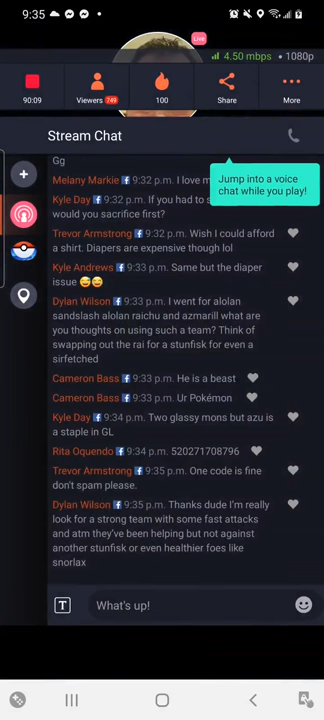 9:35
Live
4.50 mbps • 1080p
90:09
Viewers 749
100
Share
More
Stream Chat
Jump into a voice
chat while you play!
Gg
Melany Markie 9:32 p.m. I love m
Kyle Day 9:32 p.m. If you had to s
would you sacrifice first?
Trevor Armstrong 9:32 p.m. Wish I could afford
a shirt. Diapers are expensive though lol
Kyle Andrews 9:33 p.m. Same but the diaper
issue 😅😅
Dylan Wilson 9:33 p.m. I went for alolan
sandslash alolan raichu and azmarill what are
you thoughts on using such a team? Think of
swapping out the rai for a stunfisk for even a
sirfetched
Cameron Bass 9:33 p.m. He is a beast
Cameron Bass 9:33 p.m. Ur Pokémon
Kyle Day 9:34 p.m. Two glassy mons but azu is
a staple in GL
Rita Oquendo 9:34 p.m. 520271708796
Trevor Armstrong 9:35 p.m. One code is fine
don't spam please.
Dylan Wilson 9:35 p.m. Thanks dude I'm really
look for a strong team with some fast attacks
and atm they've been helping but not against
another stunfisk or even healthier foes like
snorlax
T What's up!